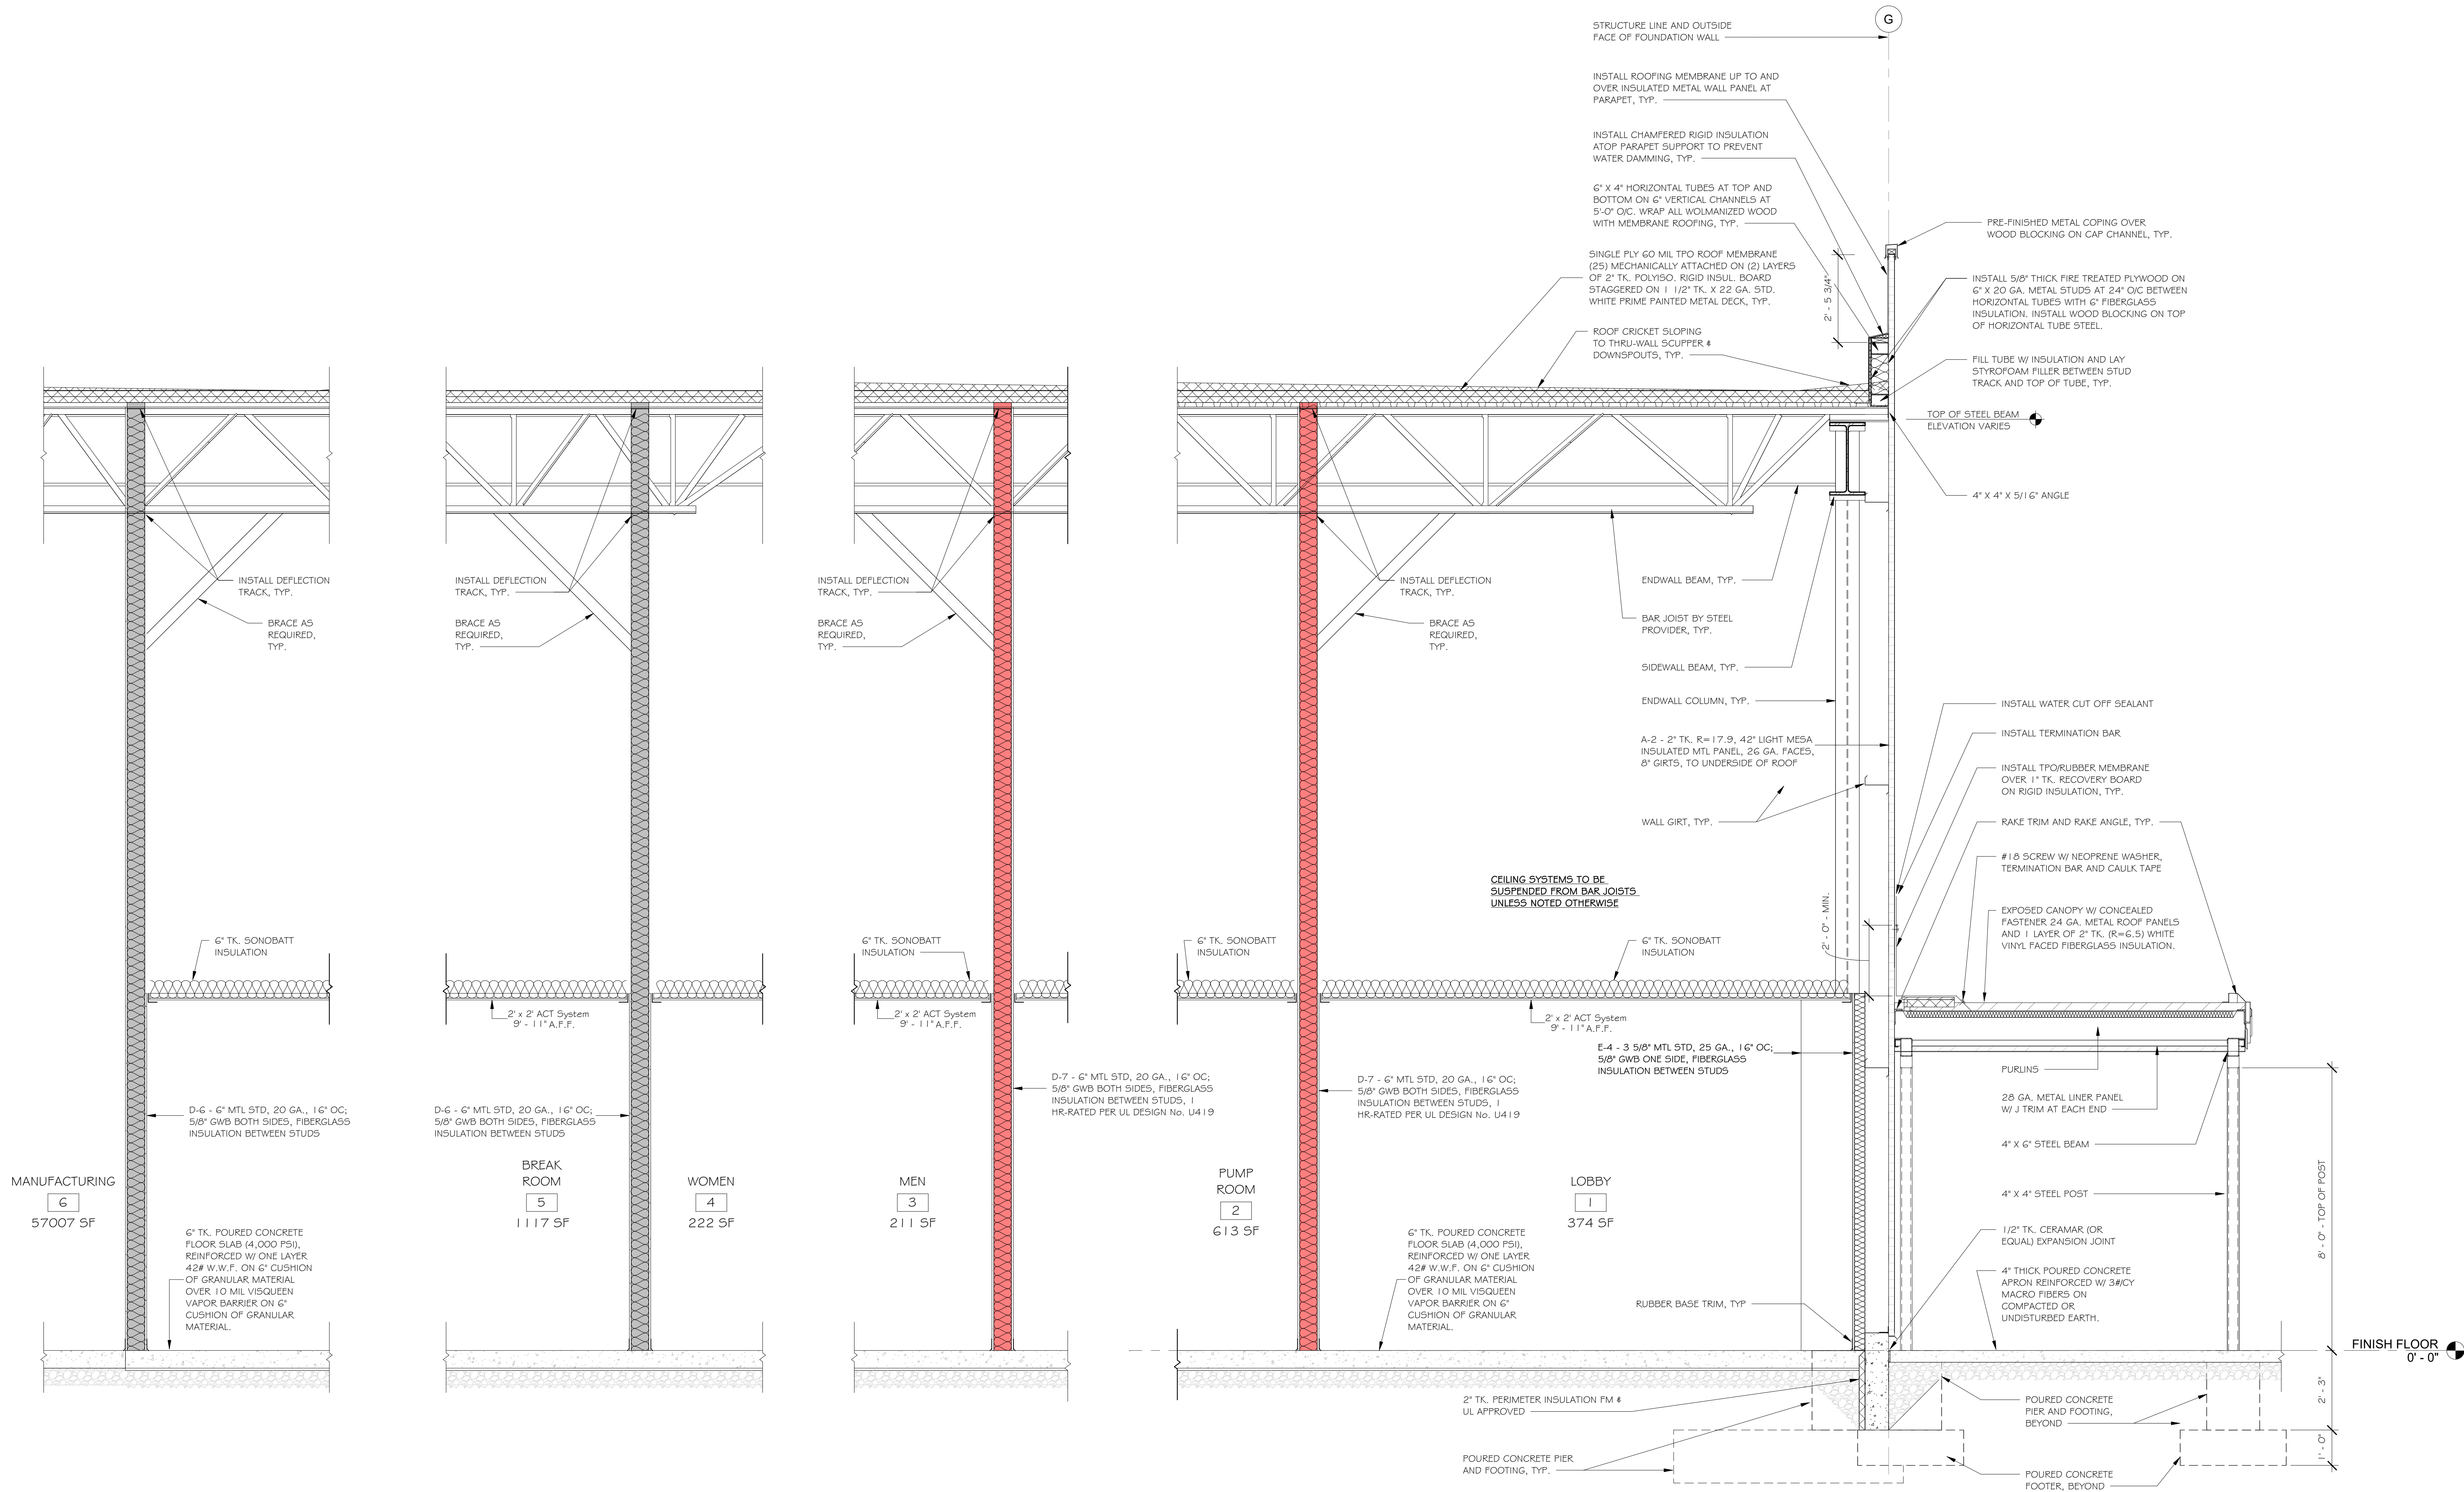 G
STRUCTURE LINE AND OUTSIDE
FACE OF FOUNDATION WALL
INSTALL ROOFING MEMBRANE UP TO AND
OVER INSULATED METAL WALL PANEL AT
PARAPET, TYP.
INSTALL CHAMFERED RIGID INSULATION
ATOP PARAPET SUPPORT TO PREVENT
WATER DAMMING, TYP.
6" X 4" HORIZONTAL TUBES AT TOP AND
BOTTOM ON 6" VERTICAL CHANNELS AT
5'-0" O/C. WRAP ALL WOLMANIZED WOOD
WITH MEMBRANE ROOFING, TYP.
SINGLE PLY 60 MIL TPO ROOF MEMBRANE
(25) MECHANICALLY ATTACHED ON (2) LAYERS
OF 2" TK. POLYISO. RIGID INSUL. BOARD
STAGGERED ON 1 1/2" TK. X 22 GA. STD.
WHITE PRIME PAINTED METAL DECK, TYP.
ROOF CRICKET SLOPING
TO THRU-WALL SCUPPER &
DOWNSPOUTS, TYP.
2' - 5 3/4"
PRE-FINISHED METAL COPING OVER
WOOD BLOCKING ON CAP CHANNEL, TYP.
INSTALL 5/8" THICK FIRE TREATED PLYWOOD ON
6" X 20 GA. METAL STUDS AT 24" O/C BETWEEN
HORIZONTAL TUBES WITH 6" FIBERGLASS
INSULATION. INSTALL WOOD BLOCKING ON TOP
OF HORIZONTAL TUBE STEEL.
FILL TUBE W/ INSULATION AND LAY
STYROFOAM FILLER BETWEEN STUD
TRACK AND TOP OF TUBE, TYP.
TOP OF STEEL BEAM
ELEVATION VARIES
4" X 4" X 5/16" ANGLE
INSTALL DEFLECTION
TRACK, TYP.
BRACE AS
REQUIRED,
TYP.
INSTALL DEFLECTION
TRACK, TYP.
BRACE AS
REQUIRED,
TYP.
INSTALL DEFLECTION
TRACK, TYP.
BRACE AS
REQUIRED,
TYP.
INSTALL DEFLECTION
TRACK, TYP.
BRACE AS
REQUIRED,
TYP.
ENDWALL BEAM, TYP.
BAR JOIST BY STEEL
PROVIDER, TYP.
SIDEWALL BEAM, TYP.
ENDWALL COLUMN, TYP.
A-2 - 2" TK. R=17.9, 42" LIGHT MESA
INSULATED MTL PANEL, 26 GA. FACES,
8" GIRTS, TO UNDERSIDE OF ROOF
WALL GIRT, TYP.
CEILING SYSTEMS TO BE
SUSPENDED FROM BAR JOISTS
UNLESS NOTED OTHERWISE
2' - 0" - MIN.
INSTALL WATER CUT OFF SEALANT
INSTALL TERMINATION BAR
INSTALL TPO/RUBBER MEMBRANE
OVER 1" TK. RECOVERY BOARD
ON RIGID INSULATION, TYP.
RAKE TRIM AND RAKE ANGLE, TYP.
#18 SCREW W/ NEOPRENE WASHER,
TERMINATION BAR AND CAULK TAPE
EXPOSED CANOPY W/ CONCEALED
FASTENER 24 GA. METAL ROOF PANELS
AND 1 LAYER OF 2" TK. (R=6.5) WHITE
VINYL FACED FIBERGLASS INSULATION.
6" TK. SONOBATT
INSULATION
6" TK. SONOBATT
INSULATION
6" TK. SONOBATT
INSULATION
6" TK. SONOBATT
INSULATION
2' x 2' ACT System
9' - 11" A.F.F.
2' x 2' ACT System
9' - 11" A.F.F.
2' x 2' ACT System
9' - 11" A.F.F.
E-4 - 3 5/8" MTL STD, 25 GA., 16" OC;
5/8" GWB ONE SIDE, FIBERGLASS
INSULATION BETWEEN STUDS
D-6 - 6" MTL STD, 20 GA., 16" OC;
5/8" GWB BOTH SIDES, FIBERGLASS
INSULATION BETWEEN STUDS
D-6 - 6" MTL STD, 20 GA., 16" OC;
5/8" GWB BOTH SIDES, FIBERGLASS
INSULATION BETWEEN STUDS
D-7 - 6" MTL STD, 20 GA., 16" OC;
5/8" GWB BOTH SIDES, FIBERGLASS
INSULATION BETWEEN STUDS, 1
HR-RATED PER UL DESIGN No. U419
D-7 - 6" MTL STD, 20 GA., 16" OC;
5/8" GWB BOTH SIDES, FIBERGLASS
INSULATION BETWEEN STUDS, 1
HR-RATED PER UL DESIGN No. U419
PURLINS
28 GA. METAL LINER PANEL
W/ J TRIM AT EACH END
4" X 6" STEEL BEAM
4" X 4" STEEL POST
1/2" TK. CERAMAR (OR
EQUAL) EXPANSION JOINT
4" THICK POURED CONCRETE
APRON REINFORCED W/ 3#/CY
MACRO FIBERS ON
COMPACTED OR
UNDISTURBED EARTH.
8' - 0" - TOP OF POST
MANUFACTURING
6
57007 SF
BREAK
ROOM
5
1117 SF
WOMEN
4
222 SF
MEN
3
211 SF
PUMP
ROOM
2
613 SF
LOBBY
1
374 SF
6" TK. POURED CONCRETE
FLOOR SLAB (4,000 PSI),
REINFORCED W/ ONE LAYER
42# W.W.F. ON 6" CUSHION
OF GRANULAR MATERIAL
OVER 10 MIL VISQUEEN
VAPOR BARRIER ON 6"
CUSHION OF GRANULAR
MATERIAL.
6" TK. POURED CONCRETE
FLOOR SLAB (4,000 PSI),
REINFORCED W/ ONE LAYER
42# W.W.F. ON 6" CUSHION
OF GRANULAR MATERIAL
OVER 10 MIL VISQUEEN
VAPOR BARRIER ON 6"
CUSHION OF GRANULAR
MATERIAL.
RUBBER BASE TRIM, TYP
FINISH FLOOR
0' - 0"
2" TK. PERIMETER INSULATION FM &
UL APPROVED
POURED CONCRETE PIER
AND FOOTING, TYP.
POURED CONCRETE
PIER AND FOOTING,
BEYOND
POURED CONCRETE
FOOTER, BEYOND
2' - 3"
1' - 0"